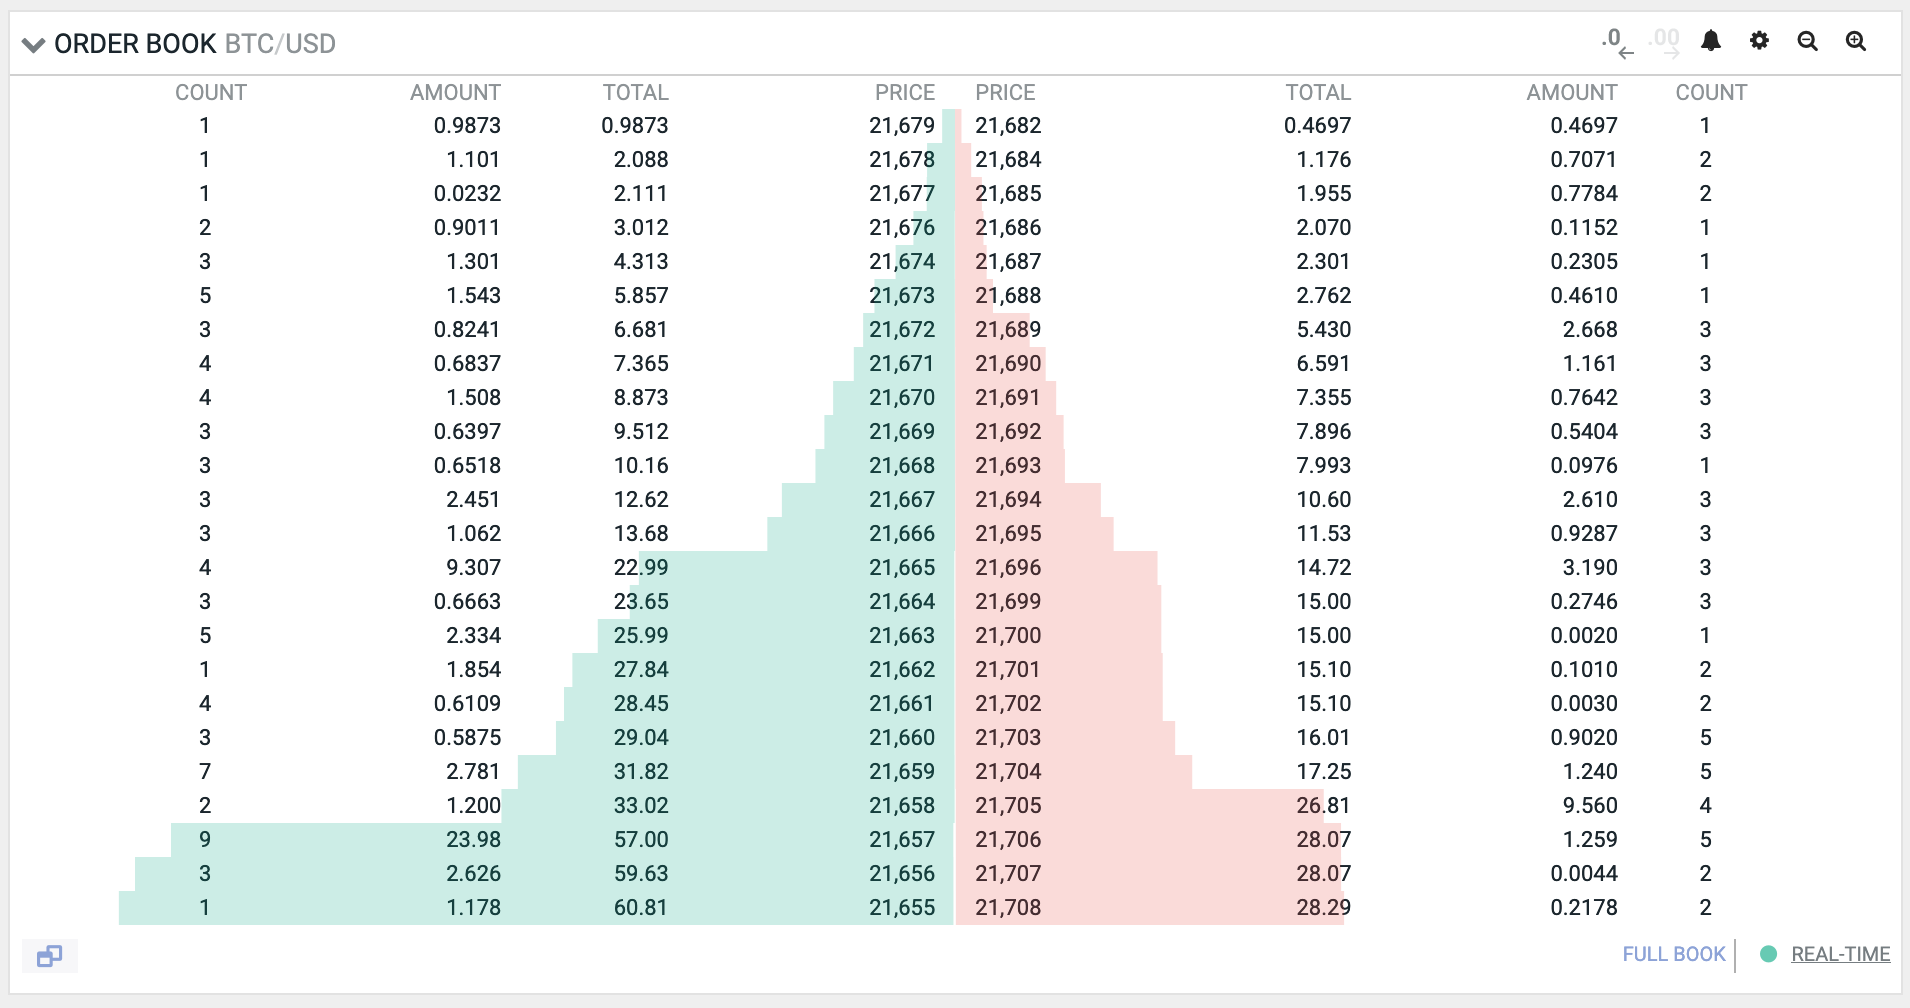 ORDER BOOK BTC/USD .0 .00
COUNT AMOUNT TOTAL PRICE PRICE TOTAL AMOUNT COUNT
1 0.9873 0.9873 21,679 21,682 0.4697 0.4697 1
1 1.101 2.088 21,678 21,684 1.176 0.7071 2
1 0.0232 2.111 21,677 21,685 1.955 0.7784 2
2 0.9011 3.012 21,676 21,686 2.070 0.1152 1
3 1.301 4.313 21,674 21,687 2.301 0.2305 1
5 1.543 5.857 21,673 21,688 2.762 0.4610 1
3 0.8241 6.681 21,672 21,689 5.430 2.668 3
4 0.6837 7.365 21,671 21,690 6.591 1.161 3
4 1.508 8.873 21,670 21,691 7.355 0.7642 3
3 0.6397 9.512 21,669 21,692 7.896 0.5404 3
3 0.6518 10.16 21,668 21,693 7.993 0.0976 1
3 2.451 12.62 21,667 21,694 10.60 2.610 3
3 1.062 13.68 21,666 21,695 11.53 0.9287 3
4 9.307 22.99 21,665 21,696 14.72 3.190 3
3 0.6663 23.65 21,664 21,699 15.00 0.2746 3
5 2.334 25.99 21,663 21,700 15.00 0.0020 1
1 1.854 27.84 21,662 21,701 15.10 0.1010 2
4 0.6109 28.45 21,661 21,702 15.10 0.0030 2
3 0.5875 29.04 21,660 21,703 16.01 0.9020 5
7 2.781 31.82 21,659 21,704 17.25 1.240 5
2 1.200 33.02 21,658 21,705 26.81 9.560 4
9 23.98 57.00 21,657 21,706 28.07 1.259 5
3 2.626 59.63 21,656 21,707 28.07 0.0044 2
1 1.178 60.81 21,655 21,708 28.29 0.2178 2
FULL BOOK REAL-TIME